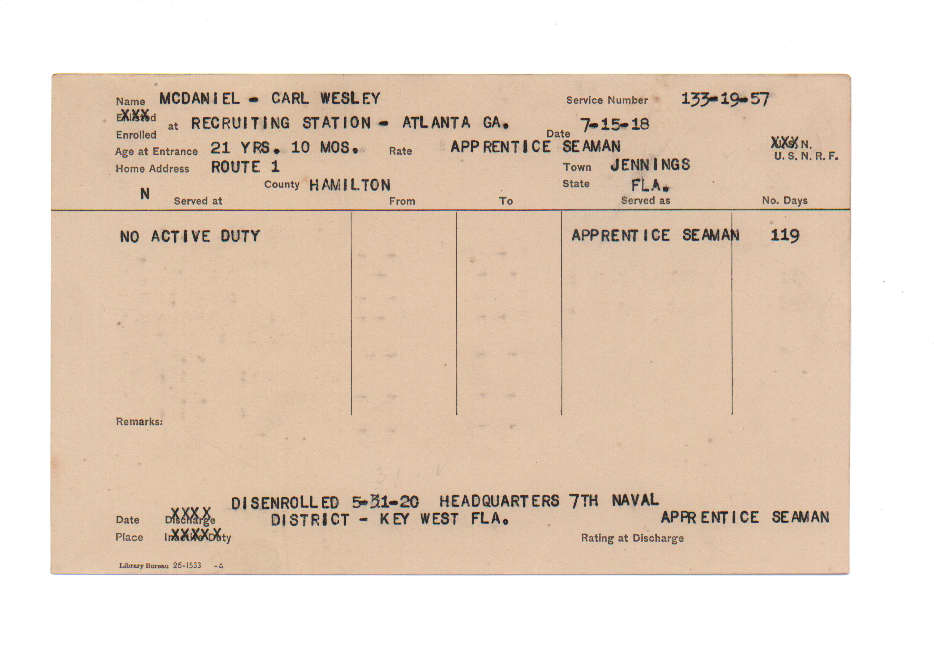 Name MCDANIEL - CARL WESLEY Service Number 133-19-57
Enlisted XXX
Enrolled at RECRUITING STATION - ATLANTA GA. Date 7-15-18
Age at Entrance 21 YRS. 10 MOS. Rate APPRENTICE SEAMAN XXX U.S.N.
U. S. N. R. F.
Home Address ROUTE 1 Town JENNINGS
N County HAMILTON State FLA.
Served at From To Served as No. Days
NO ACTIVE DUTY APPRENTICE SEAMAN 119
Remarks:
DISENROLLED 5-31-20 HEADQUARTERS 7TH NAVAL
Date Discharge XXXX DISTRICT - KEY WEST FLA. APPRENTICE SEAMAN
Place Inactive Duty XXXXX Rating at Discharge
Library Bureau 26-1553